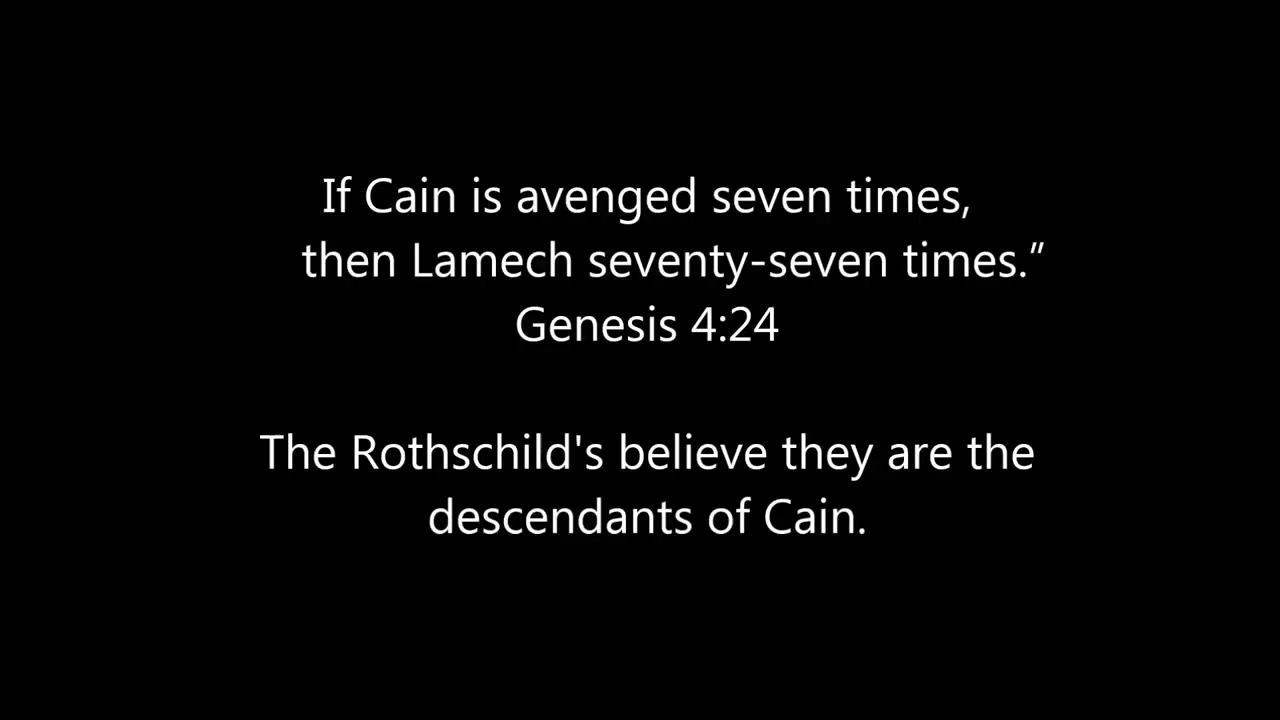 If Cain is avenged seven times,
then Lamech seventy-seven times.”
Genesis 4:24
The Rothschild's believe they are the
descendants of Cain.